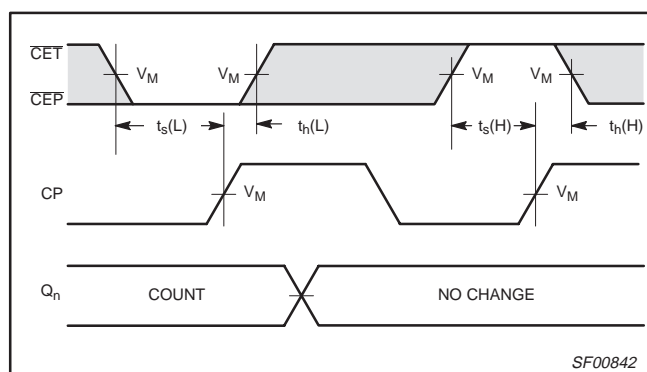 CET
V_M V_M V_M V_M
CEP
t_s(L) t_h(L) t_s(H) t_h(H)
CP V_M V_M
Q_n COUNT NO CHANGE
SF00842